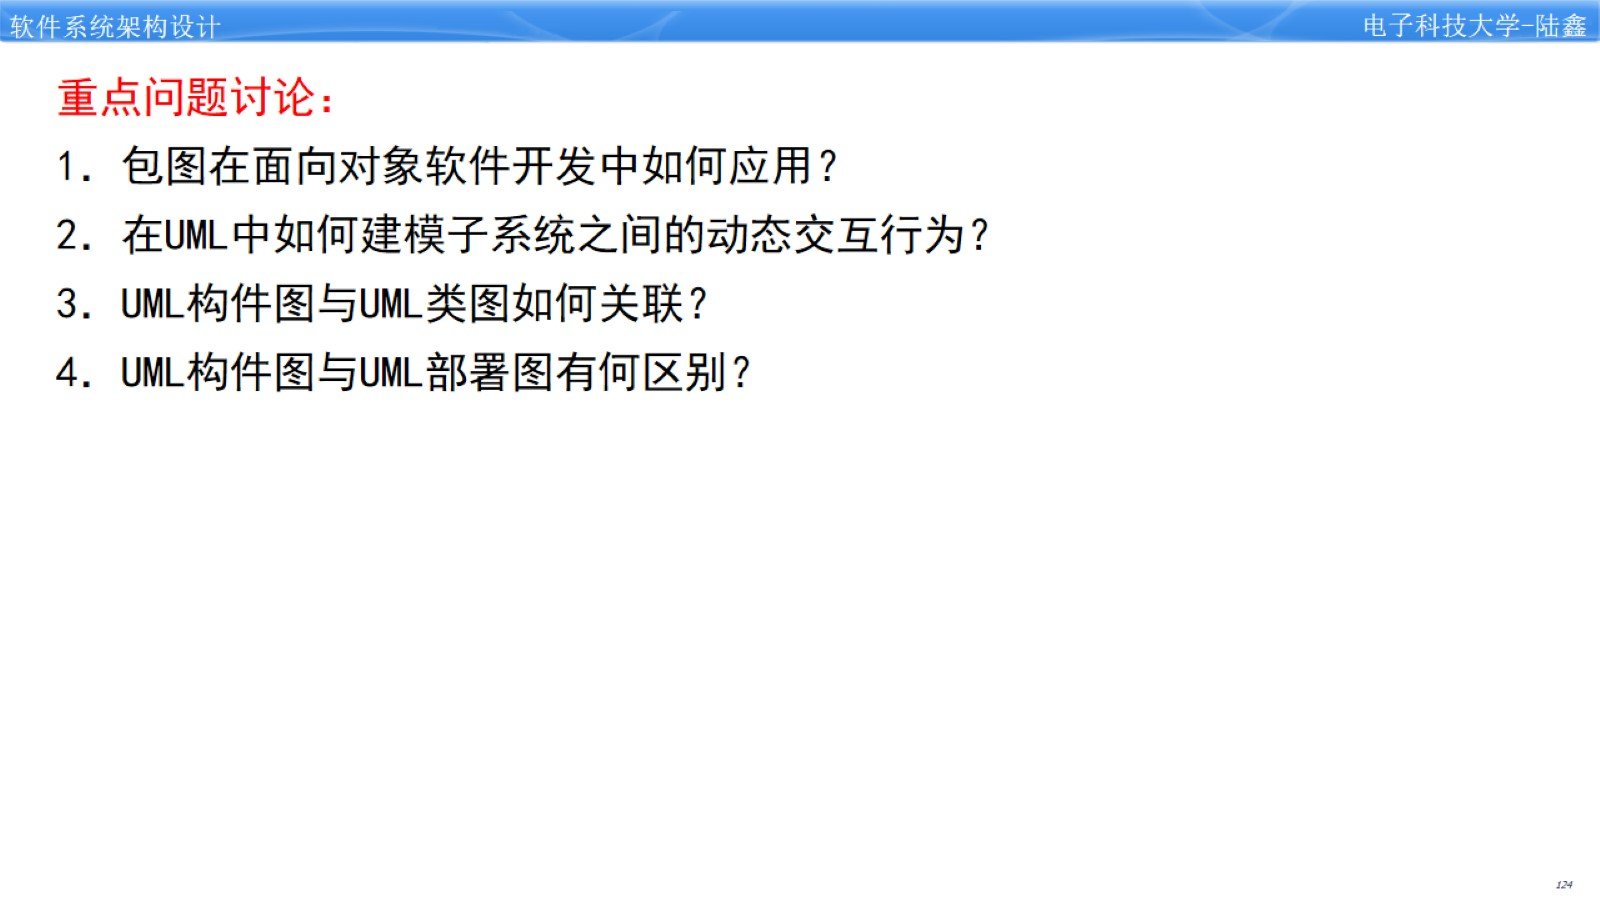 软件系统架构设计
电子科技大学-陆鑫
重点问题讨论：
1．包图在面向对象软件开发中如何应用？
2．在UML中如何建模子系统之间的动态交互行为？
3．UML构件图与UML类图如何关联？
4．UML构件图与UML部署图有何区别？
124